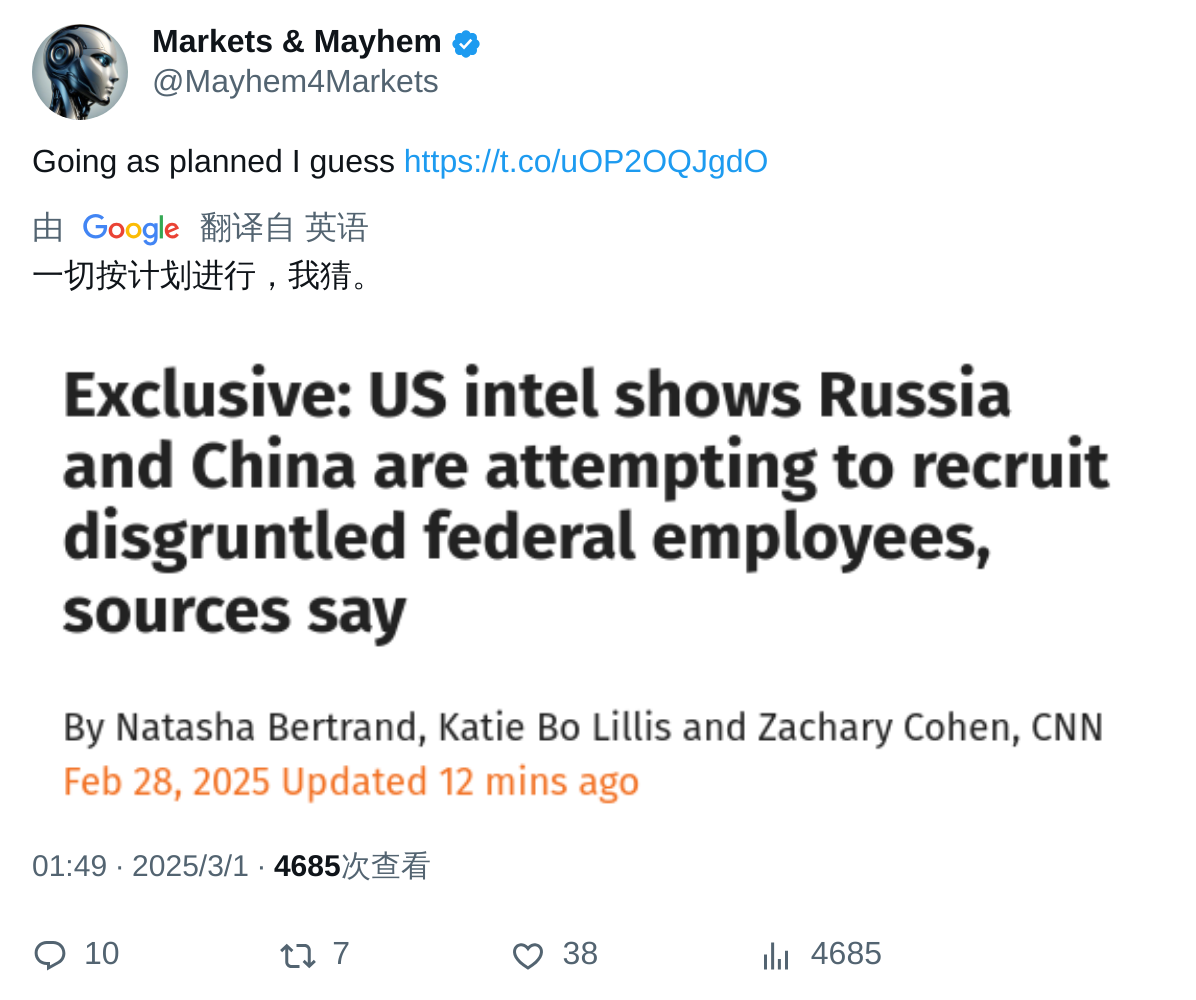 Markets & Mayhem
@Mayhem4Markets
Going as planned I guess https://t.co/uOP2OQJgdO
由 Google 翻译自 英语
一切按计划进行，我猜。
Exclusive: US intel shows Russia
and China are attempting to recruit
disgruntled federal employees,
sources say
By Natasha Bertrand, Katie Bo Lillis and Zachary Cohen, CNN
Feb 28, 2025 Updated 12 mins ago
01:49 · 2025/3/1 · 4685次查看
10 7 38 4685